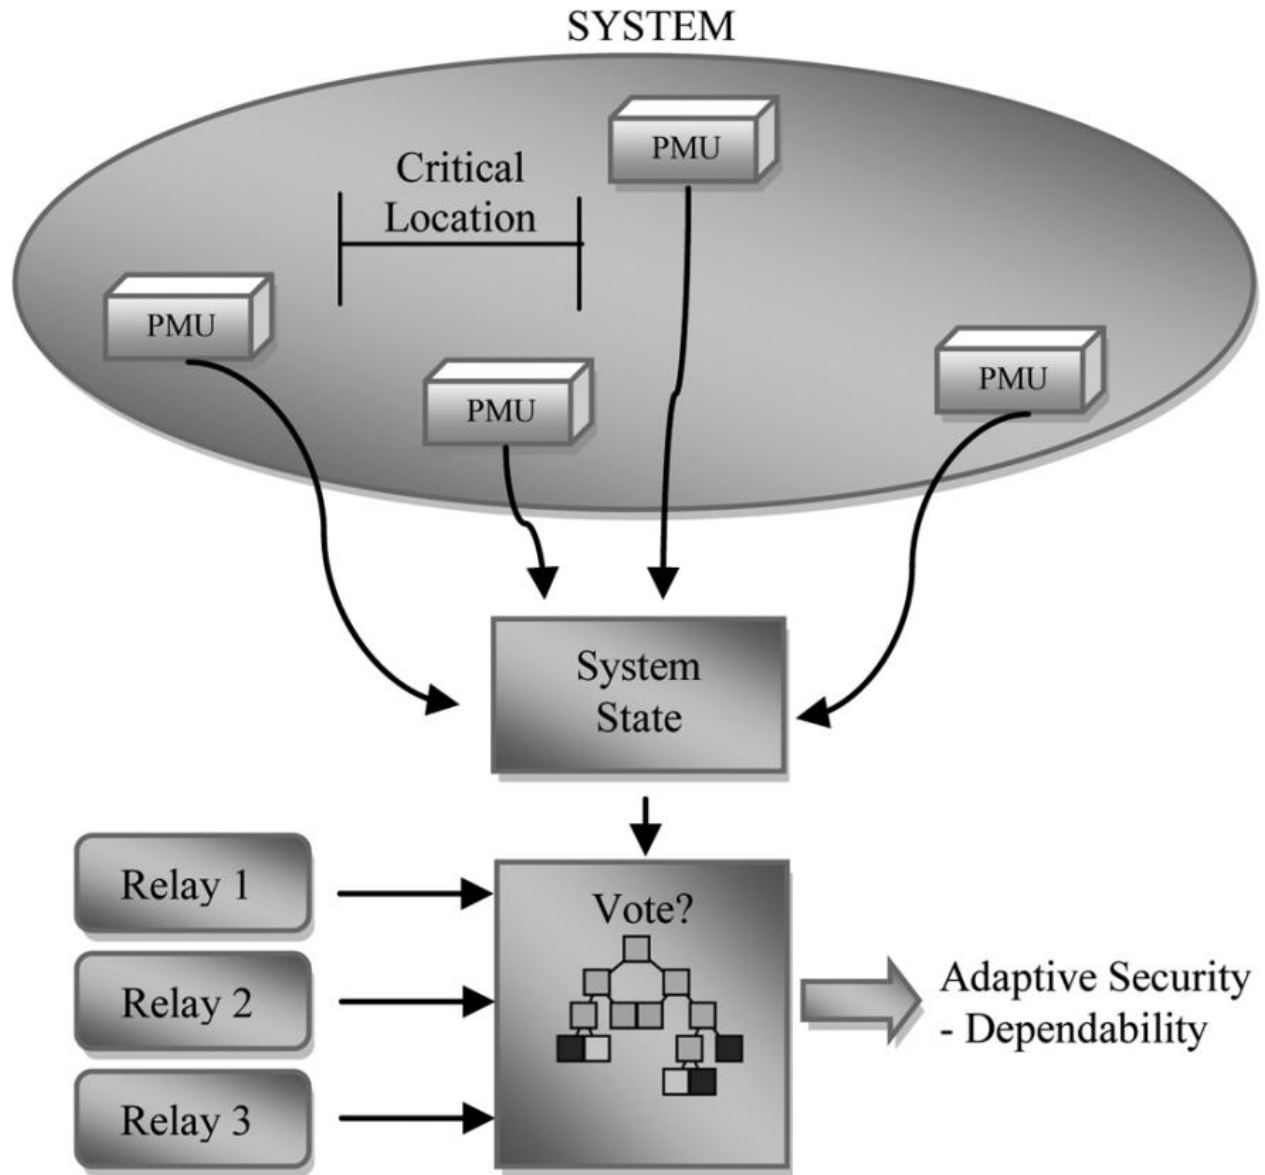 SYSTEM
PMU
Critical
Location
PMU
PMU
PMU
System
State
Relay 1
Vote?
Relay 2
Adaptive Security
- Dependability
Relay 3